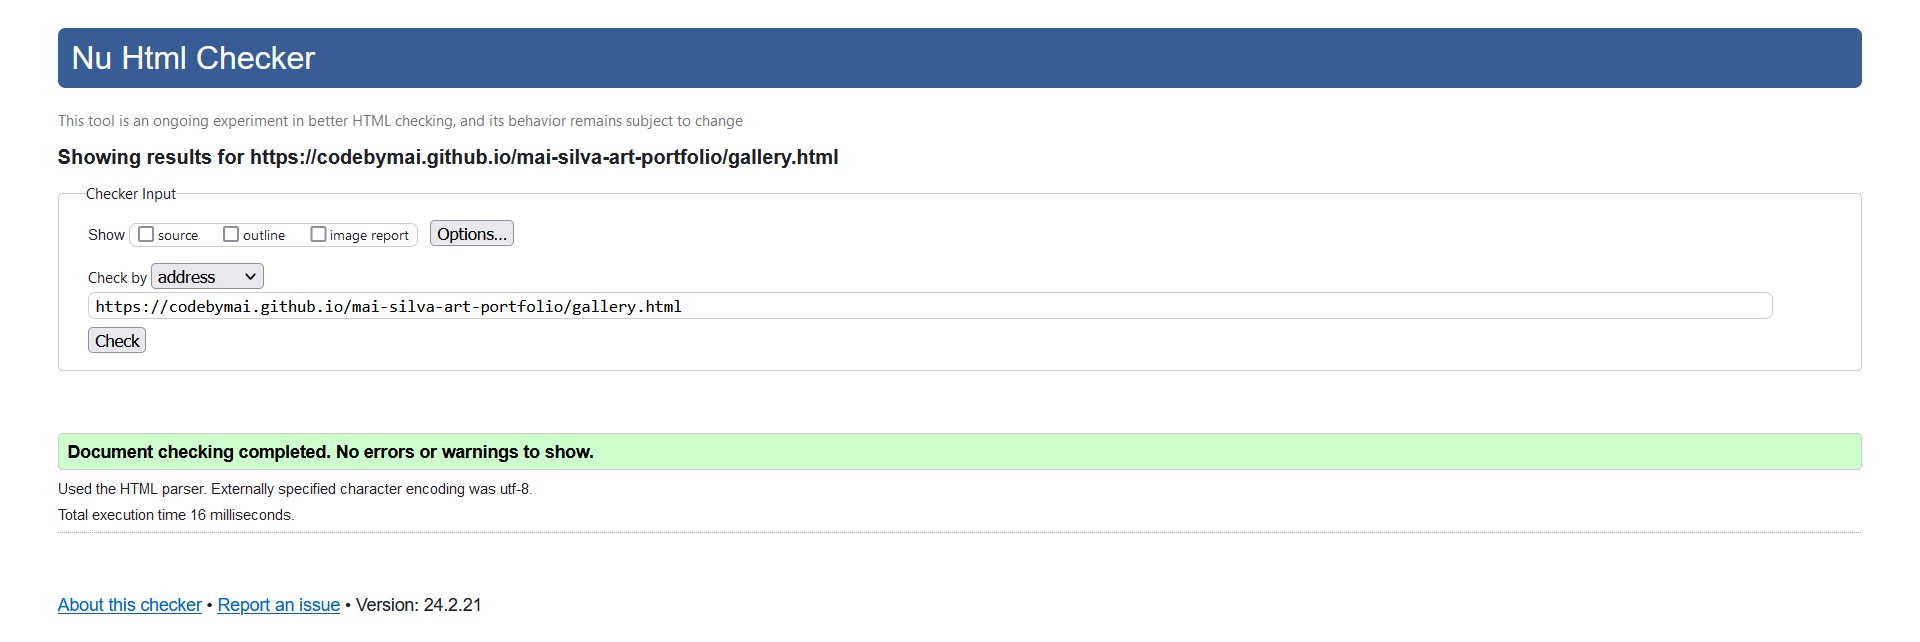 Nu Html Checker
This tool is an ongoing experiment in better HTML checking, and its behavior remains subject to change
Showing results for https://codebymai.github.io/mai-silva-art-portfolio/gallery.html
Checker Input
Show source outline image report Options...
Check by address
https://codebymai.github.io/mai-silva-art-portfolio/gallery.html
Check
Document checking completed. No errors or warnings to show.
Used the HTML parser. Externally specified character encoding was utf-8.
Total execution time 16 milliseconds.
About this checker • Report an issue • Version: 24.2.21